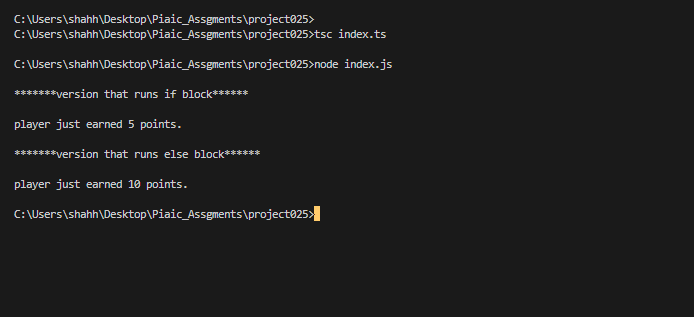 C:\Users\shahh\Desktop\Piaic_Assgments\project025>
C:\Users\shahh\Desktop\Piaic_Assgments\project025>tsc index.ts
C:\Users\shahh\Desktop\Piaic_Assgments\project025>node index.js
*******version that runs if block******
player just earned 5 points.
*******version that runs else block******
player just earned 10 points.
C:\Users\shahh\Desktop\Piaic_Assgments\project025>